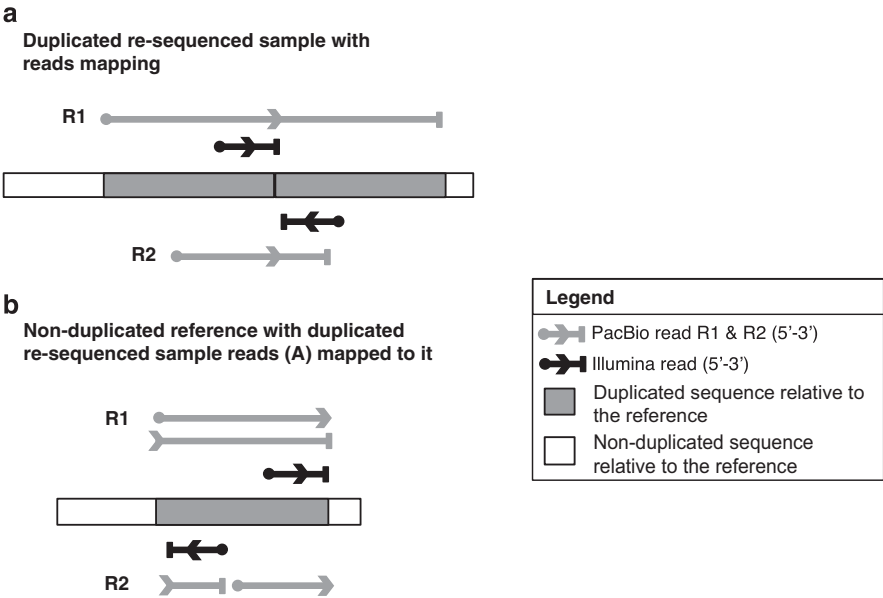 a
Duplicated re-sequenced sample with
reads mapping
R1
R2
b
Non-duplicated reference with duplicated
re-sequenced sample reads (A) mapped to it
R1
R2
Legend
PacBio read R1 & R2 (5'-3')
Illumina read (5'-3')
Duplicated sequence relative to
the reference
Non-duplicated sequence
relative to the reference